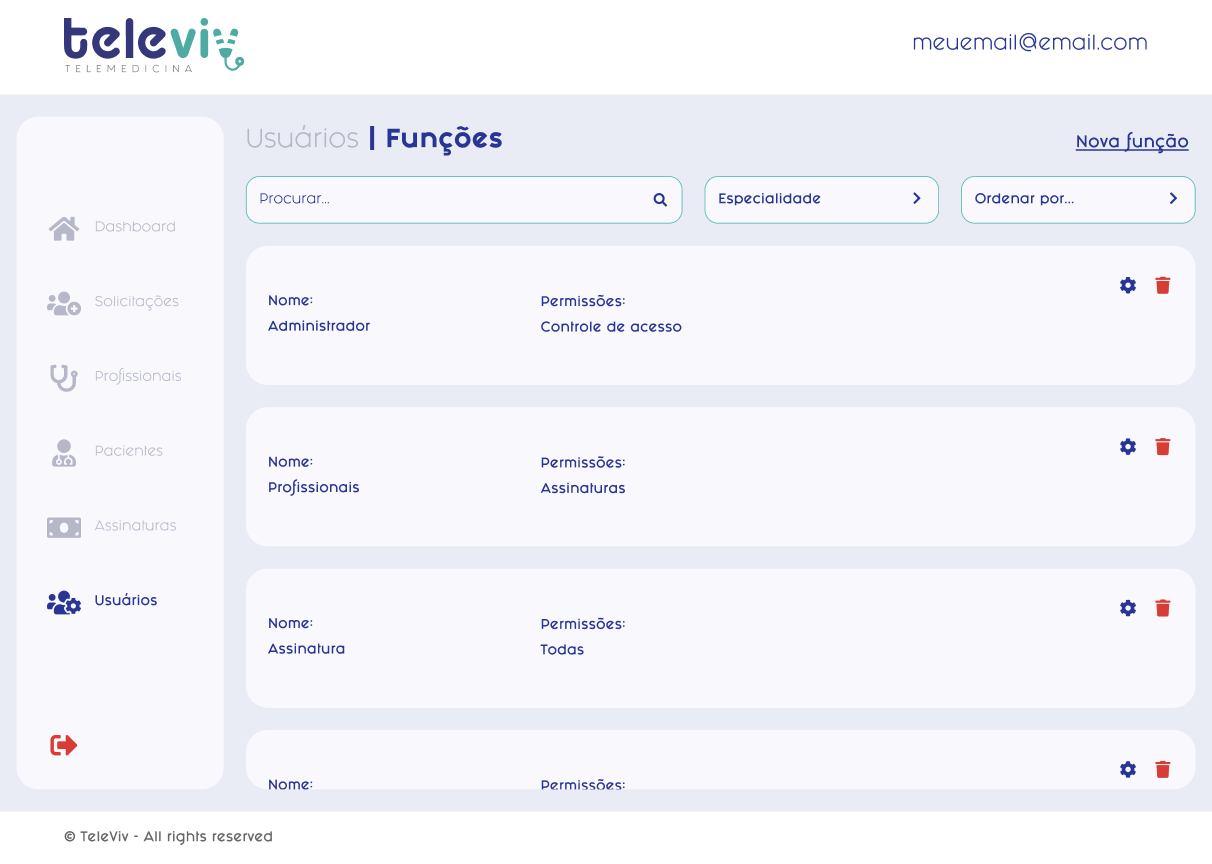 televiv
TELEMEDICINA
meuemail@email.com
Usuários | Funções
Nova função
Procurar...
Especialidade
Ordenar por...
Dashboard
Solicitações
Profissionais
Pacientes
Assinaturas
Usuários
Nome:
Permissões:
Administrador
Controle de acesso
Nome:
Permissões:
Profissionais
Assinaturas
Nome:
Permissões:
Assinatura
Todas
Nome:
Permissões:
© TeleViv - All rights reserved